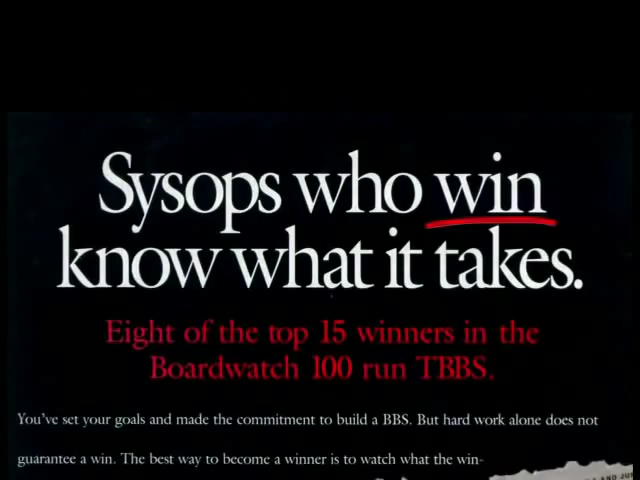 Sysops who win
know what it takes.
Eight of the top 15 winners in the
Boardwatch 100 run TBBS.
You've set your goals and made the commitment to build a BBS. But hard work alone does not
guarantee a win. The best way to become a winner is to watch what the win-
AND